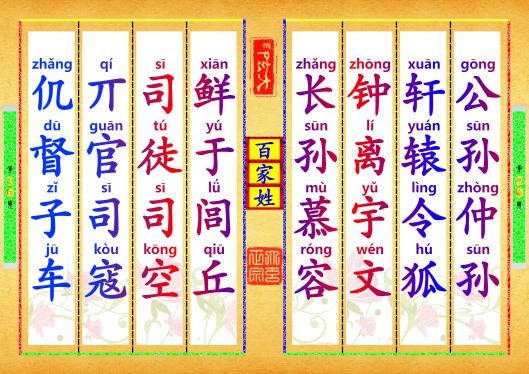 gōng
公
sūn
孙
zhòng
仲
sūn
孙
xuān
轩
yuán
辕
lìng
令
hú
狐
zhōng
钟
lí
离
yǔ
宇
wén
文
zhǎng
长
sūn
孙
mù
慕
róng
容
百家姓
xiān
鲜
yú
于
lǘ
闾
qiū
丘
sī
司
tú
徒
sī
司
kōng
空
qí
丌
guān
官
sī
司
kòu
寇
zhǎng
仉
dū
督
zǐ
子
jū
车